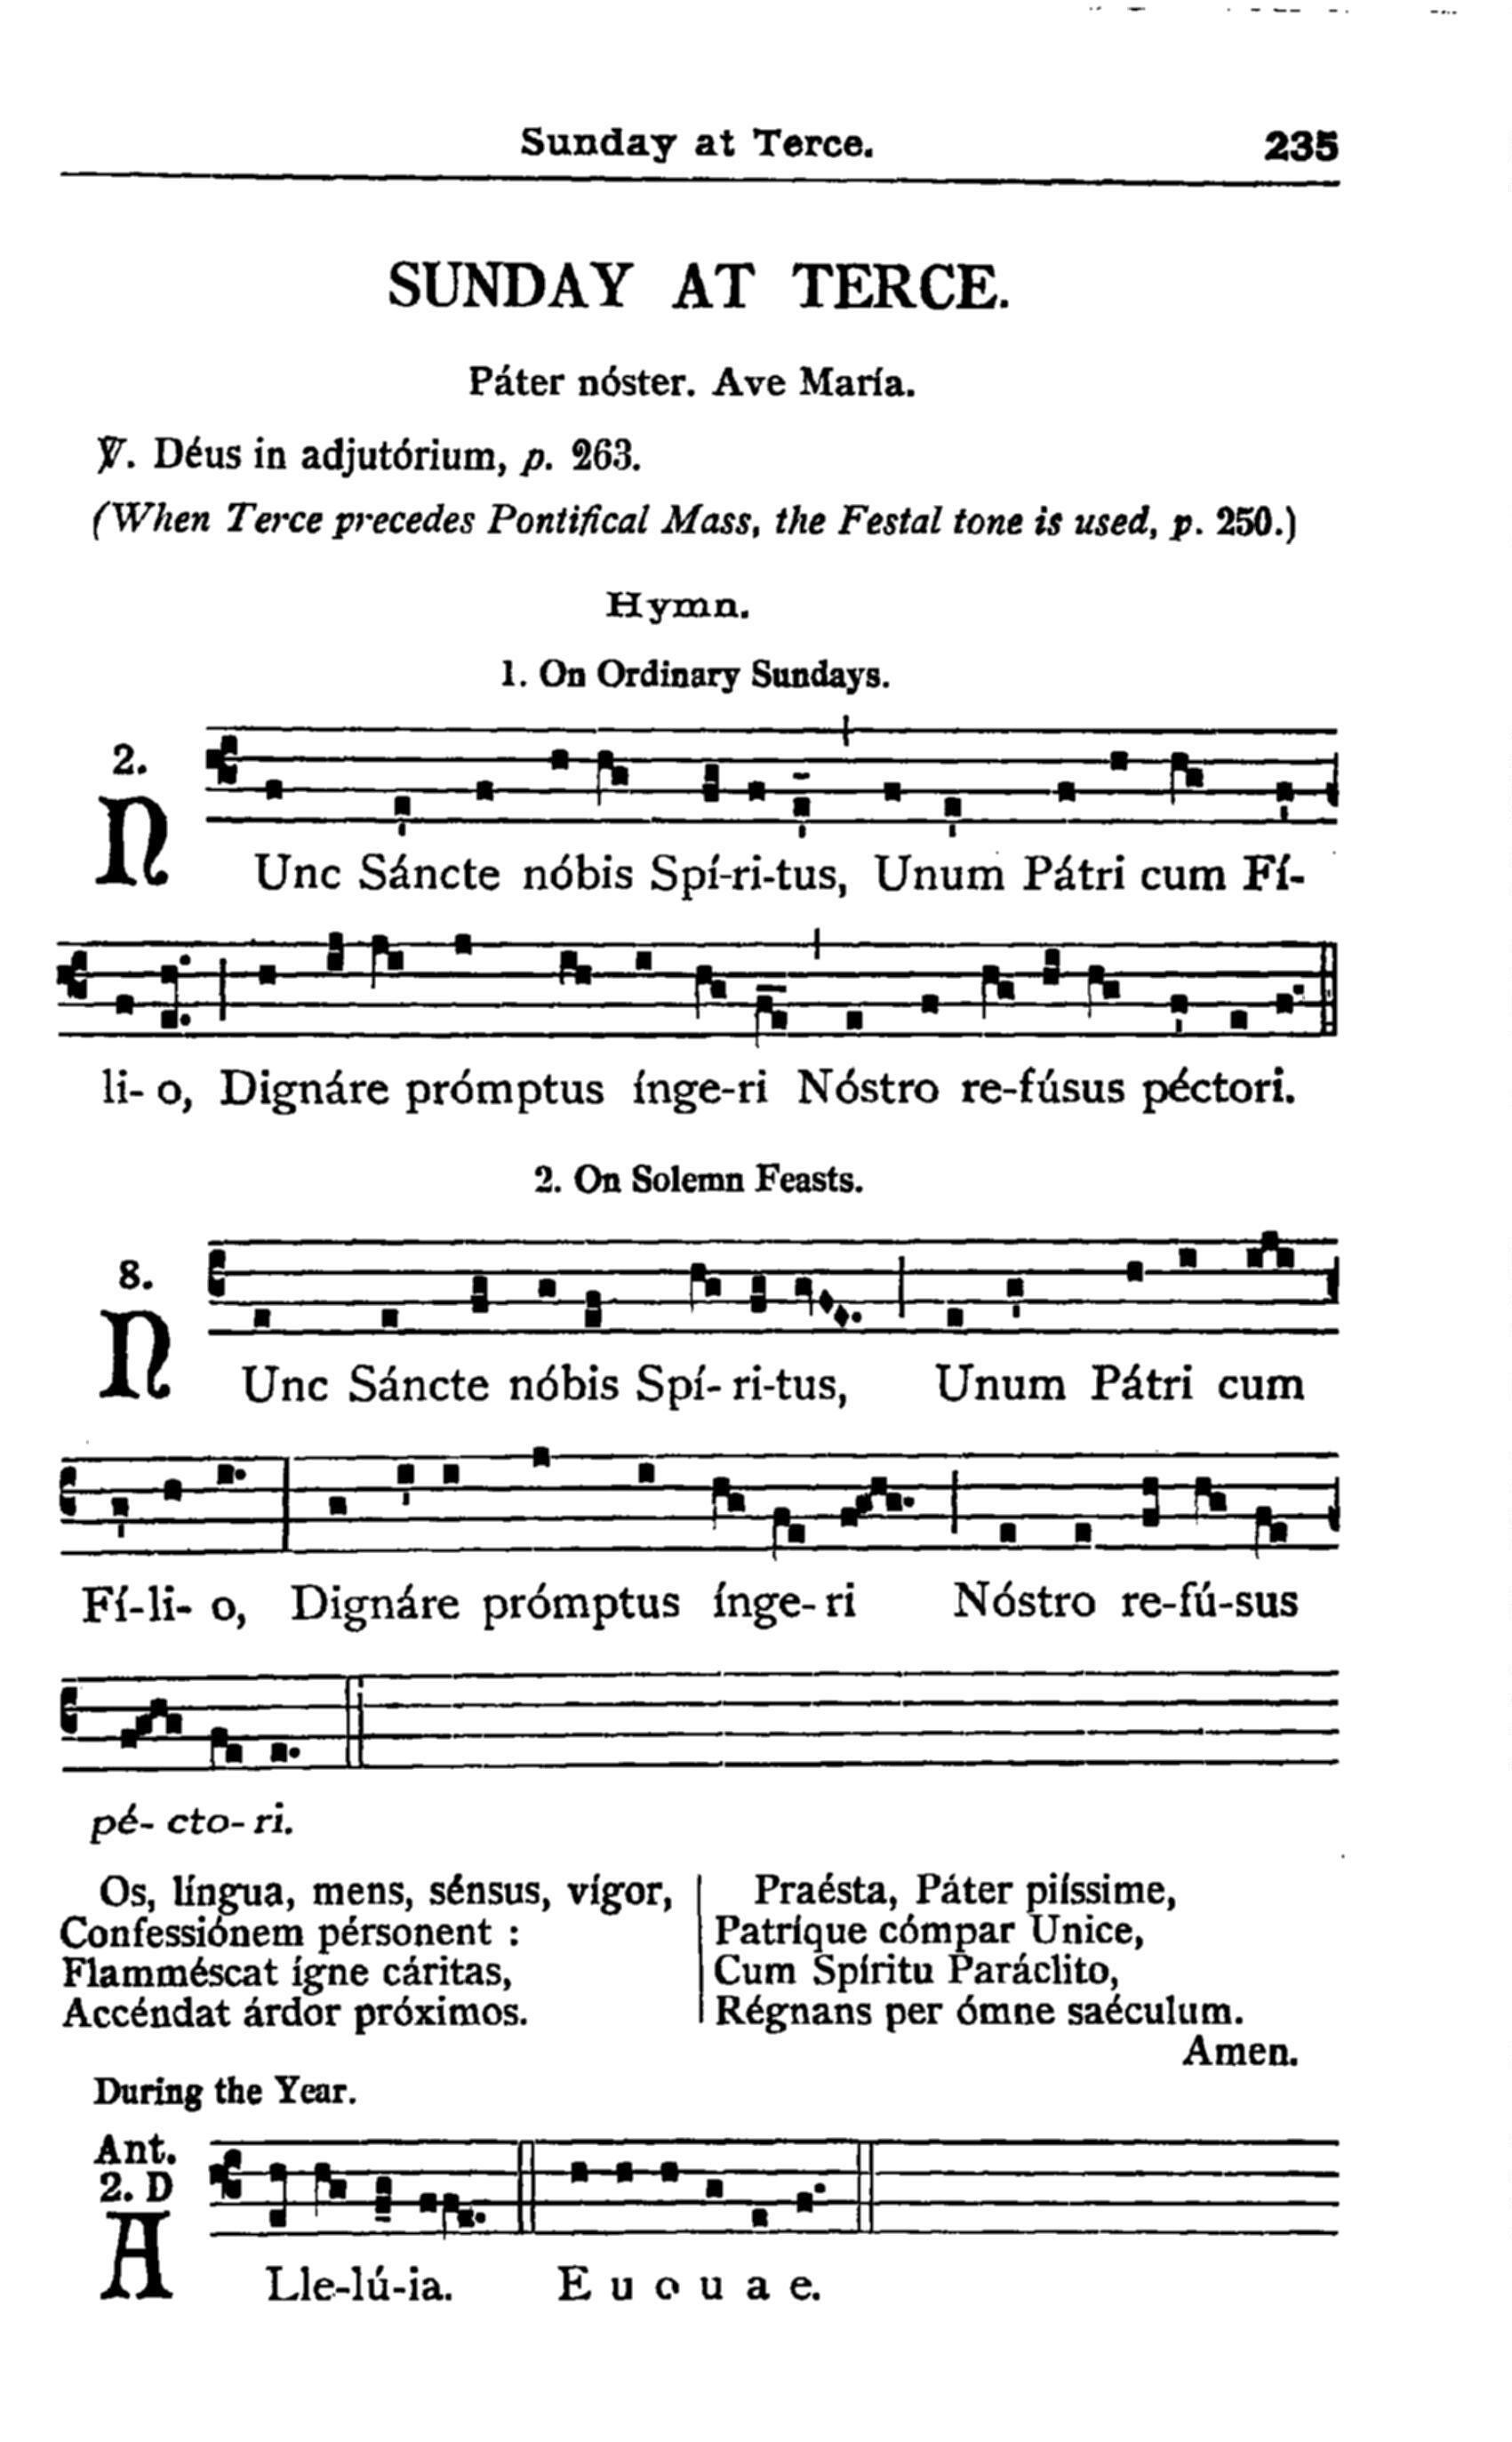 Sunday at Terce. 235
SUNDAY AT TERCE.
Páter nóster. Ave María.
℣. Déus in adjutórium, p. 263.
(When Terce precedes Pontifical Mass, the Festal tone is used, p. 250.)
Hymn.
1. On Ordinary Sundays.
2.
NUnc Sáncte nóbis Spí-ri-tus, Unum Pátri cum Fí-
li- o, Dignáre prómptus ínge-ri Nóstro re-fúsus péctori.
2. On Solemn Feasts.
8.
NUnc Sáncte nóbis Spí- ri-tus, Unum Pátri cum
Fí-li- o, Dignáre prómptus ínge- ri Nóstro re-fú-sus
pé- cto- ri.
Os, língua, mens, sénsus, vígor,
Confessiónem pérsonent :
Flamméscat ígne cáritas,
Accéndat árdor próximos.
Praésta, Páter piíssime,
Patríque cómpar Unice,
Cum Spíritu Paráclito,
Régnans per ómne saéculum.
Amen.
During the Year.
Ant.
2. D
ALle-lú-ia. E u o u a e.